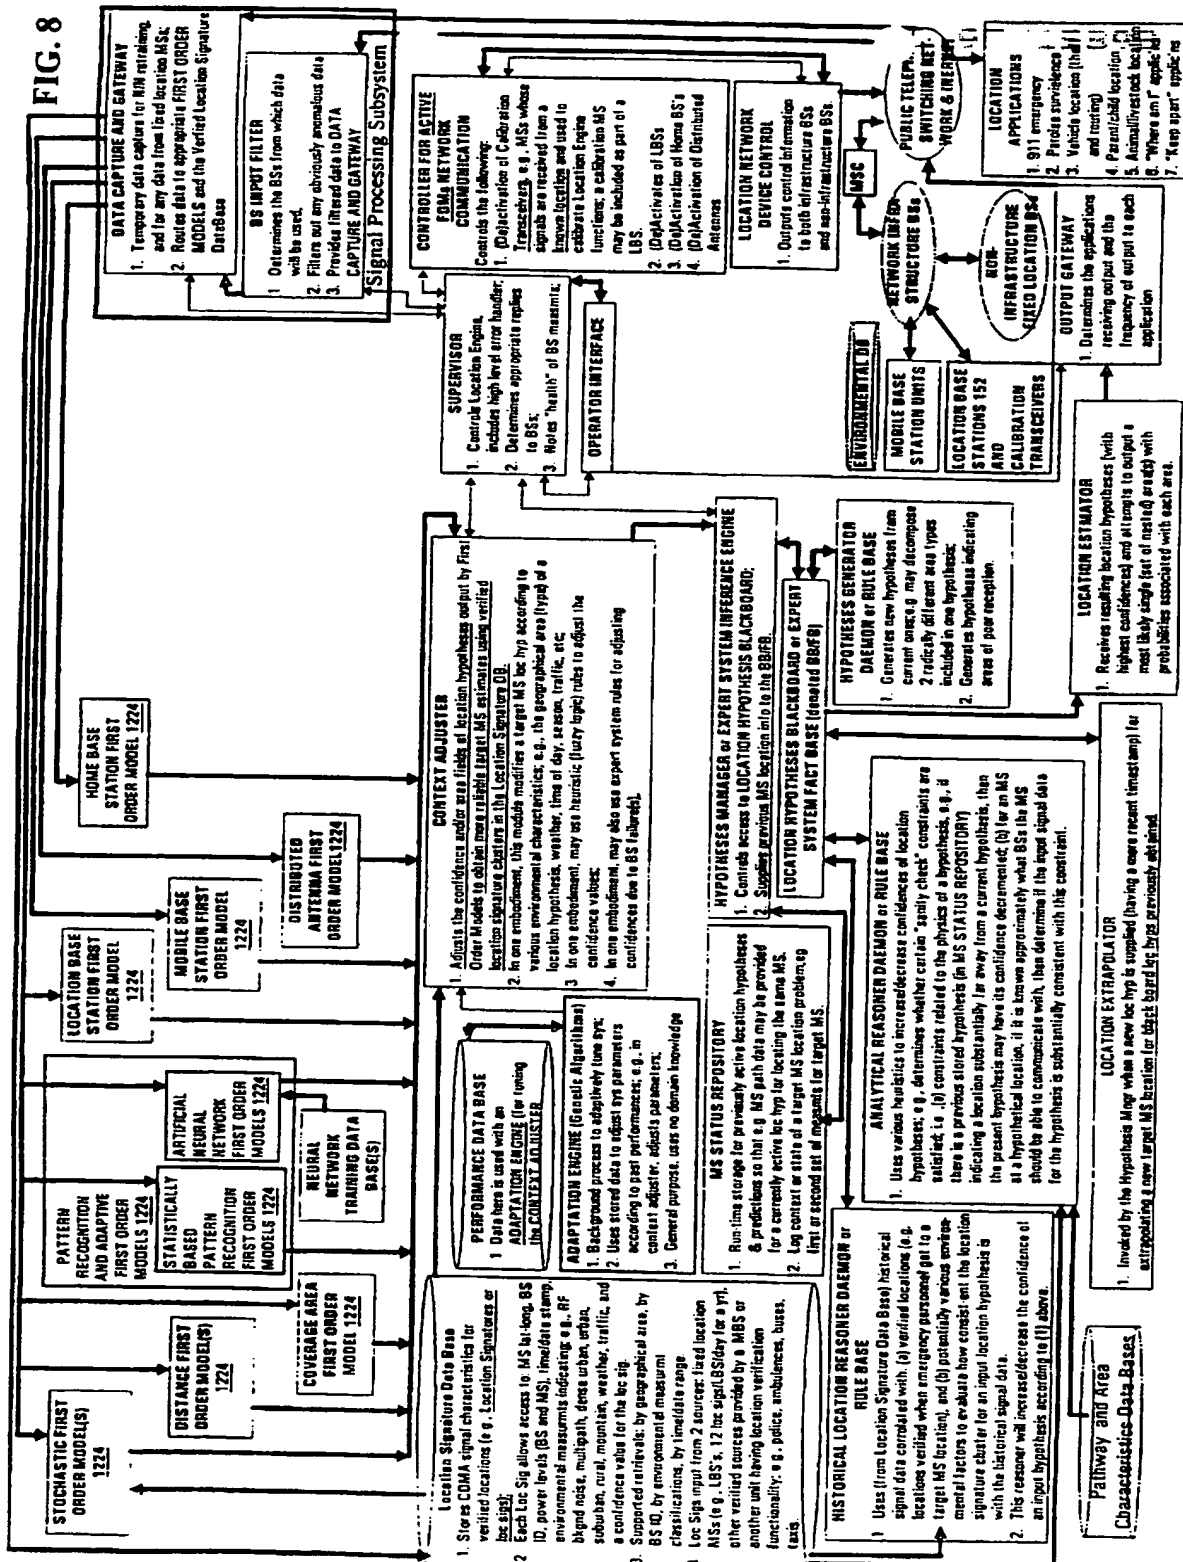 FIG. 8
STOCHASTIC FIRST
ORDER MODEL(S)
1224
DISTANCE FIRST
ORDER MODEL(S)
1224
COVERAGE AREA
FIRST ORDER
MODEL 1224
PATTERN
RECOGNITION
AND ADAPTIVE
FIRST ORDER
MODELS 1224
STATISTICALLY
BASED
PATTERN
RECOGNITION
FIRST ORDER
MODELS 1224
ARTIFICIAL
NEURAL
NETWORK
FIRST ORDER
MODELS 1224
NEURAL
NETWORK
TRAINING DATA
BASE(S)
LOCATION BASE
STATION FIRST
ORDER MODEL
1224
MOBILE BASE
STATION FIRST
ORDER MODEL
1224
DISTRIBUTED
ANTENNA FIRST
ORDER MODEL 1224
HOME BASE
STATION FIRST
ORDER MODEL 1224
DATA CAPTURE AND GATEWAY
1. Temporary data capture for N/N retraining,
and for any data from fixed location MSs;
2. Routes data to appropriate FIRST ORDER
MODELS and the Verified Location Signature
DataBase
BS INPUT FILTER
1 Determines the BSs from which data
will be used.
2. Filters out any obviously anomalous data
3. Provides filtered data to DATA
CAPTURE AND GATEWAY
Signal Processing Subsystem
Location Signature Data Base
1. Stores CDMA signal characteristics for
verified locations (e g , Location Signatures or
loc sigs);
2 Each Loc Sig allows access to: MS lat-long, BS
ID, power levels (BS and MS), time/date stamp,
environmental measurmts indicating: e g., RF
bkgnd noise, multipath, dense urban, urban,
suburban, rural, mountain, weather, traffic, and
a confidence value for the loc sig.
3. Supported retrievals: by geographical area, by
BS ID, by environmental measurmt
classifications, by time/date range.
Loc Sigs input from 2 sources: fixed location
(e g , LBS's, 12 loc sigs/LBS/day for a yr),
other verified sources provided by a MBS or
another unit having location verification
functionality: e g , police, ambulences, buses,
taxis.
PERFORMANCE DATA BASE
1 Data here is used with an
ADAPTATION ENGINE (for tuning
the CONTEXT ADJUSTER
ADAPTATION ENGINE (Genetic Algorithms)
1. Background process to adaptively tune sys;
2. Uses stored data to adjust sys parameters
according to past performances; e g , in
context adjuster, adjusts parameters;
3. General purpose, uses no domain knowledge
CONTEXT ADJUSTER
1. Adjusts the confidence and/or area fields of location hypotheses output by First
Order Models to obtain more reliable target MS estimates using verified
location signature clusters in the Location Signature DB.
2. In one embodiment, this module modifies a target MS loc hyp according to
various environmental characteristics; e g., the geographical area (type) of a
location hypothesis, weather, time of day, season, traffic, etc;
3 In one embodiment, may use heuristic (fuzzy logic) rules to adjust the
confidence values;
4. In one embodiment, may also use expert system rules for adjusting
confidences due to BS failure(s).
SUPERVISOR
1. Controls Location Engine,
includes high level error handler;
2. Determines appropriate replies
to BSs;
3. Notes "health" of BS measmts;
OPERATOR INTERFACE
CONTROLLER FOR ACTIVE
NETWORK
COMMUNICATION
Controls the following:
1. (De)activation of Calibration
Transceivers, e g , MSs whose
signals are received from a
known location and used to
calibrate Location Engine
functions; a calibration MS
may be included as part of a
LBS.
2. (De)Activates of LBSs
3. (De)Activation of Home BS's
4. (De)Activation of Distributed
Antennas
LOCATION NETWORK
DEVICE CONTROL
1. Outputs control information
to both infrastructure BSs
and non-infrastructure BSs.
MSC
SWITCHING NET-
WORK &
NETWORK INFRA-
STRUCTURE BSs
NON-
INFRASTRUCTURE
FIXED LOCATION BSs
ENVIRONMENTAL DB
MOBILE BASE
STATION UNITS
LOCATION BASE
STATIONS 152
AND
CALIBRATION
TRANSCEIVERS
LOCATION
APPLICATIONS
1. 911 emergency
2. Parolee survielence
3. Vehicle location
and routing)
4. Parent/child location
5. Animal/livestock location
6. "Where am I"
7. "Keep apart"
OUTPUT GATEWAY
1. Determines the applications
receiving output and the
frequency of output to each
application
MS STATUS REPOSITORY
1. Run-time storage for previously active location hypotheses
& predictions so that e g. MS path data may be provided
for a currently active loc hyp for locating the same MS.
2. Log context or state of a target MS location problem, eg
first or second set of measmts for target MS.
HYPOTHESES MANAGER or EXPERT SYSTEM INFERENCE ENGINE
1. Controls access to LOCATION HYPOTHESIS BLACKBOARD;
2. Supplies previous MS location info to the BB/FB.
LOCATION HYPOTHESES BLACKBOARD or EXPERT
SYSTEM FACT BASE (denoted BB/FB)
HYPOTHESES GENERATOR
DAEMON or RULE BASE
1. Generates new hypotheses from
current ones; e.g may decompose
2 radically different area types
included in one hypothesis;
2. Generates hypotheses indicating
areas of poor reception.
HISTORICAL LOCATION REASONER DAEMON or
RULE BASE
1 Uses (from Location Signature Data Base) historical
signal data correlated with. (a) verified locations (e.g.
locations verified when emergency personnel got to a
target MS location), and (b) potentially various environ-
mental factors to evaluate how consistent the location
signature cluster for an input location hypothesis is
with the historical signal data.
2. This reasoner will increase/decrease the confidence of
an input hypothesis according to (1) above.
ANALYTICAL REASONER DAEMON or RULE BASE
1. Uses various heuristics to increase/decrease confidences of location
hypotheses; e g , determines whether certain "sanity check" constraints are
satisfied; i.e .(a) constraints related to the physics of a hypothesis, e g., if
there is a previous stored hypothesis (in MS STATUS REPOSITORY)
indicating a location substantially far away from a current hypothesis, then
the present hypothesis may have its confidence decremented; (b) for an MS
at a hypothetical location, if it is known approximately what BSs the MS
should be able to communicate with, then determine if the input signal data
for the hypothesis is substantially consistent with this constraint.
LOCATION EXTRAPOLATOR
1. Invoked by the Hypothesis Mngr when a new loc hyp is supplied (having a more recent timestamp) for
extrapolating a new target MS location for black board loc hyps previously obtained
LOCATION ESTMATOR
1. Receives resulting location hypotheses (with
highest confidences) and attempts to output a
most likely single (set of nested) area(s) with
probabilities associated with each area.
Pathway and Area
Characteristics Data Bases